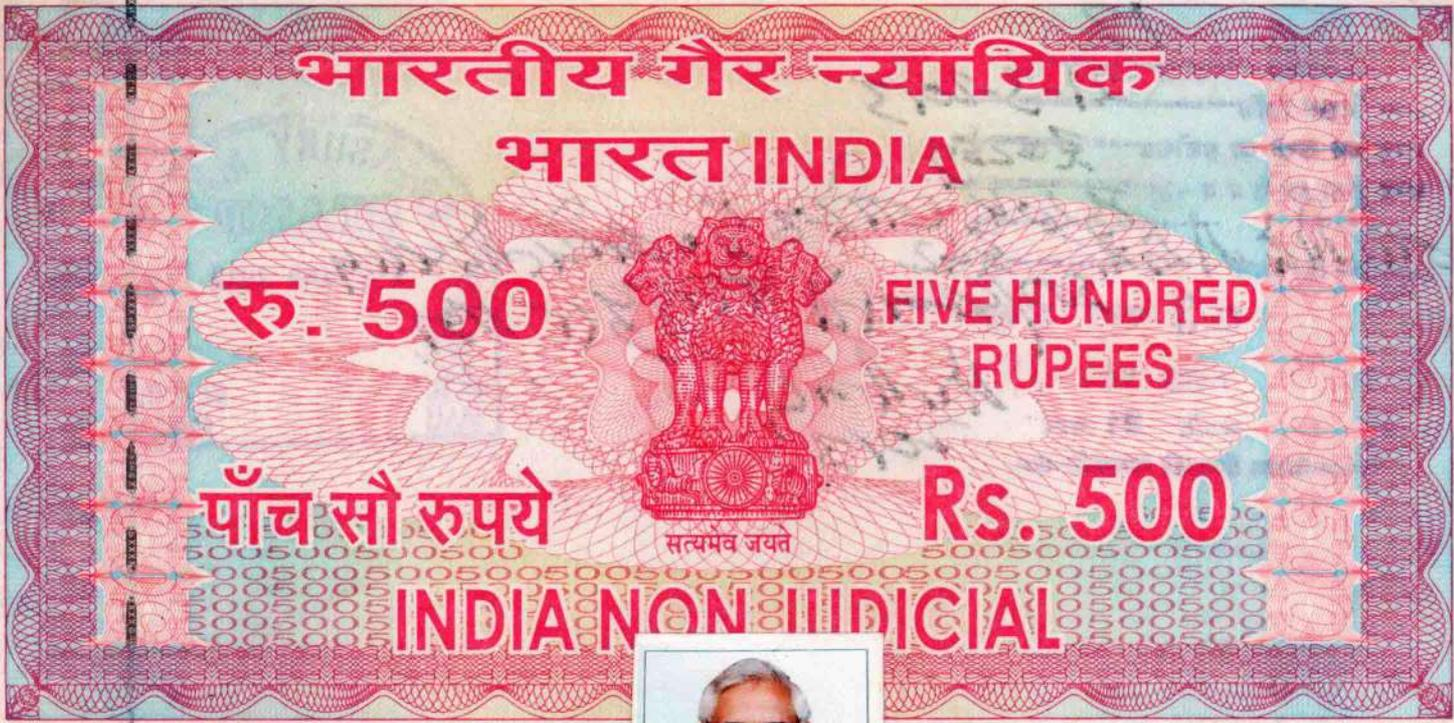 भारतीय गैर न्यायिक
भारत INDIA
रु. 500
FIVE HUNDRED
RUPEES
पाँच सौ रुपये
Rs. 500
सत्यमेव जयते
INDIA NON JUDICIAL